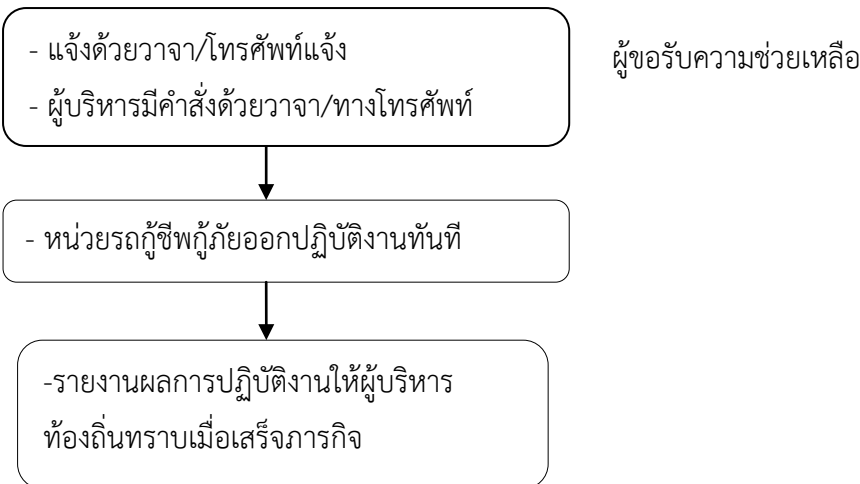 - แจ้งด้วยวาจา/โทรศัพท์แจ้ง
ผู้ขอรับความช่วยเหลือ
- ผู้บริหารมีคำสั่งด้วยวาจา/ทางโทรศัพท์
- หน่วยรถกู้ชีพกู้ภัยออกปฏิบัติงานทันที
-รายงานผลการปฏิบัติงานให้ผู้บริหาร
ท้องถิ่นทราบเมื่อเสร็จภารกิจ